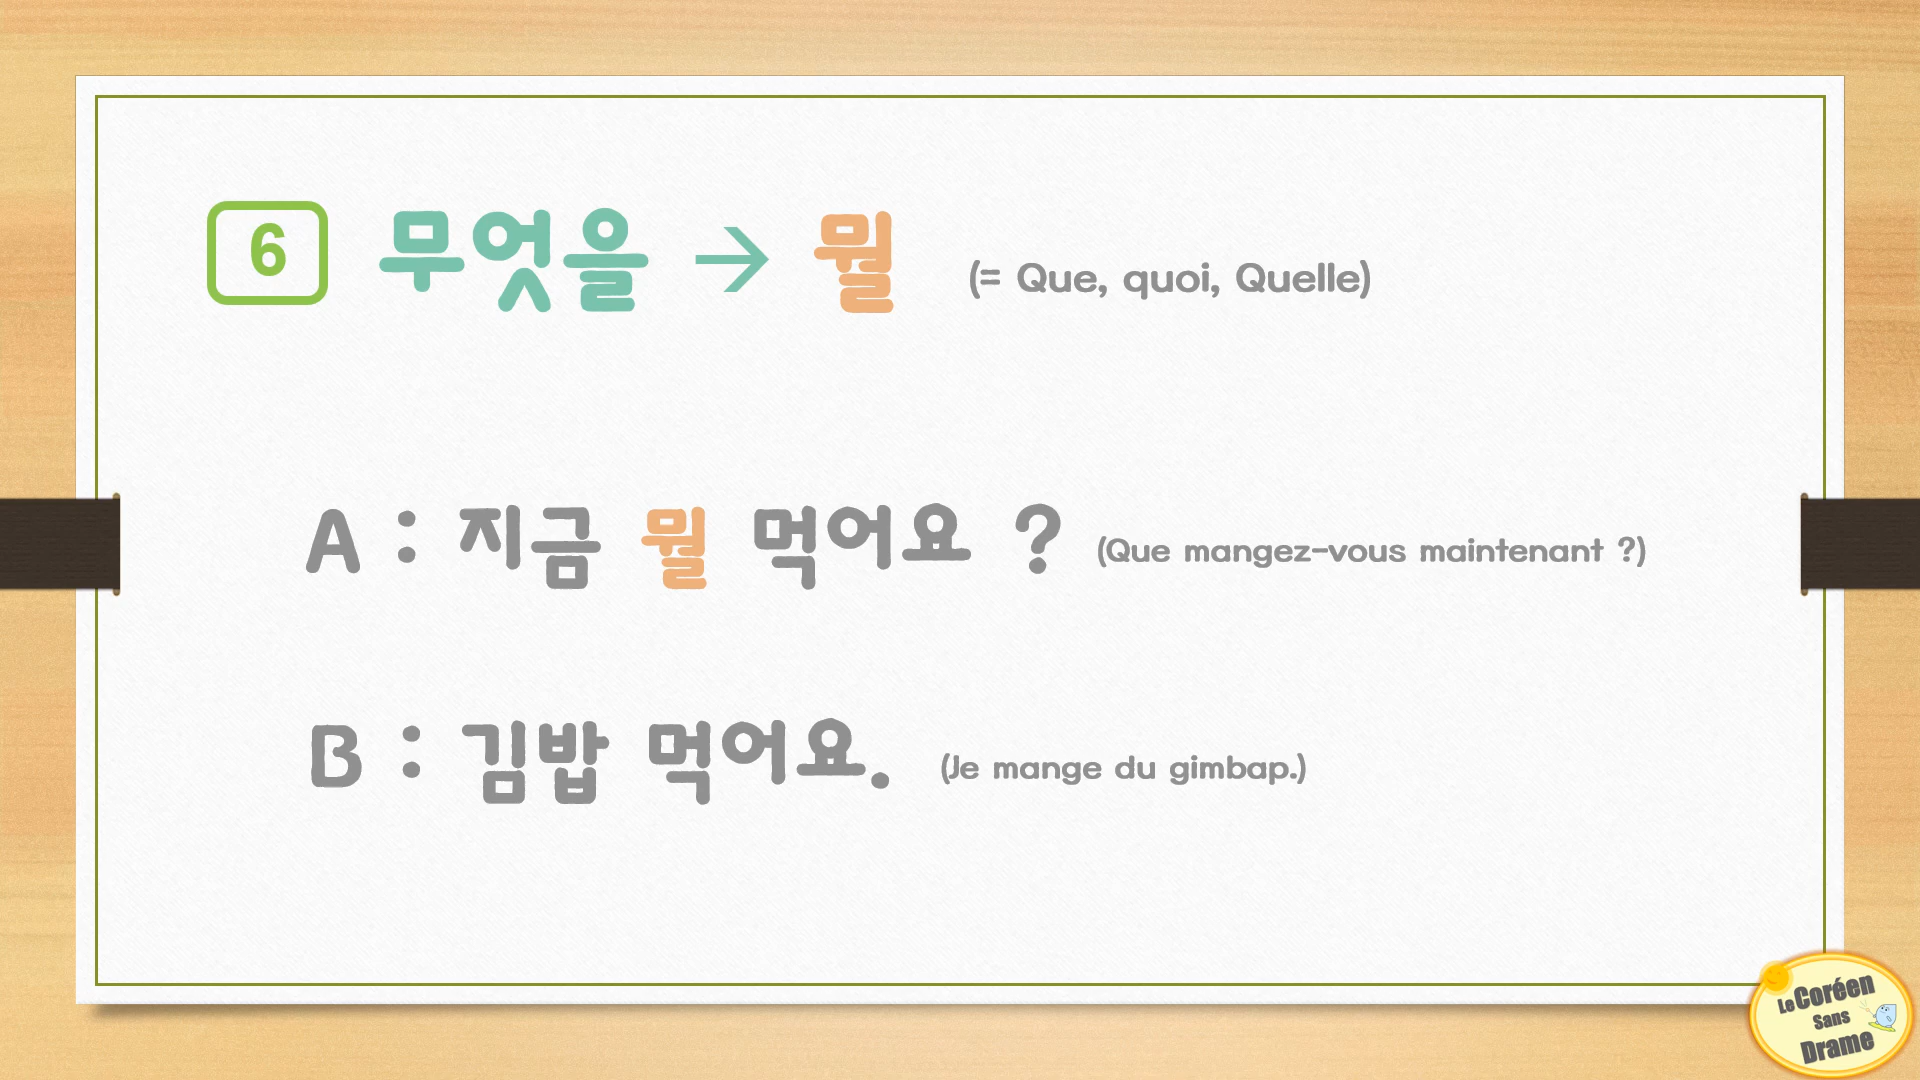 6 무엇을 → 뭘 (= Que, quoi, Quelle)
A : 지금 뭘 먹어요 ? (Que mangez-vous maintenant ?)
B : 김밥 먹어요. (Je mange du gimbap.)
Le Coréen
Sans
Drame